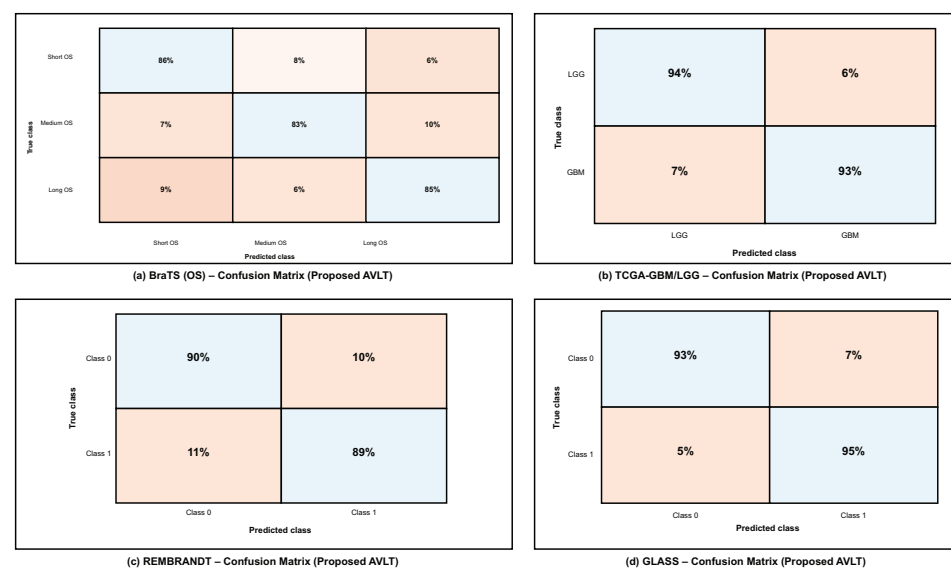 Short OS 86% 8% 6%
Medium OS 7% 83% 10%
Long OS 9% 6% 85%
True class
Short OS Medium OS Long OS
Predicted class
(a) BraTS (OS) – Confusion Matrix (Proposed AVLT)
LGG 94% 6%
GBM 7% 93%
True class
LGG GBM
Predicted class
(b) TCGA-GBM/LGG – Confusion Matrix (Proposed AVLT)
Class 0 90% 10%
Class 1 11% 89%
True class
Class 0 Class 1
Predicted class
(c) REMBRANDT – Confusion Matrix (Proposed AVLT)
Class 0 93% 7%
Class 1 5% 95%
True class
Class 0 Class 1
Predicted class
(d) GLASS – Confusion Matrix (Proposed AVLT)